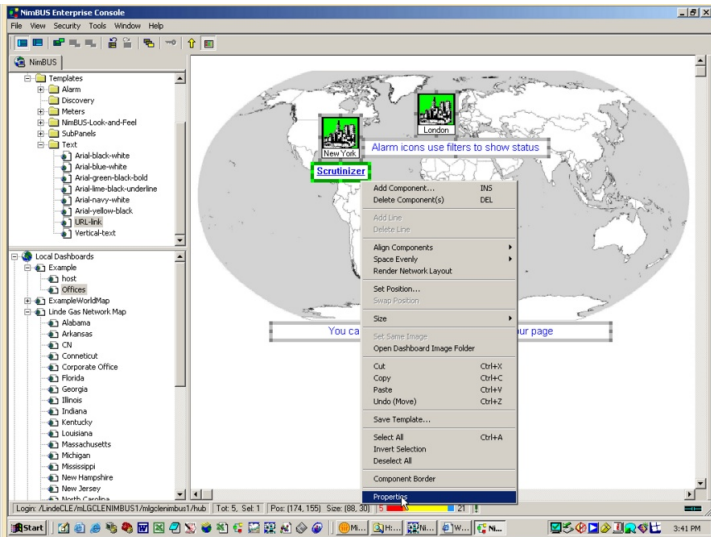 NimBUS Enterprise Console
File View Security Tools Window Help
NimBUS
Templates
Alarm
Discovery
Meters
NimBUS-Look-and-Feel
SubPanels
Text
Arial-black-white
Arial-blue-white
Arial-green-black-bold
Arial-lime-black-underline
Arial-navy-white
Arial-yellow-black
URL-link
Vertical-text
Local Dashboards
Example
host
Offices
ExampleWorldMap
Linde Gas Network Map
Alabama
Arkansas
CN
Conneticut
Corporate Office
Florida
Georgia
Illinois
Indiana
Kentucky
Louisiana
Massachusetts
Michigan
Mississippi
New Hampshire
New Jersey
North Carolina
London
New York
Alarm icons use filters to show status
Scrutinizer
Add Component... INS
Delete Component(s) DEL
Add Line
Delete Line
Align Components
Space Evenly
Render Network Layout
Set Position...
Swap Position
Size
Set Same Image
Open Dashboard Image Folder
Cut Ctrl+X
Copy Ctrl+C
Paste Ctrl+V
Undo (Move) Ctrl+Z
Save Template...
Select All Ctrl+A
Invert Selection
Deselect All
Component Border
Properties
You ca
ur page
Login: /LindeCLE/mLGCLENIMBUS1/mlgclenimbus1/hub Tot: 5, Sel: 1 Pos: (174, 155) Size: (88, 30) 5 21
Start Mi... H:... Ni... W... Ni... 3:41 PM